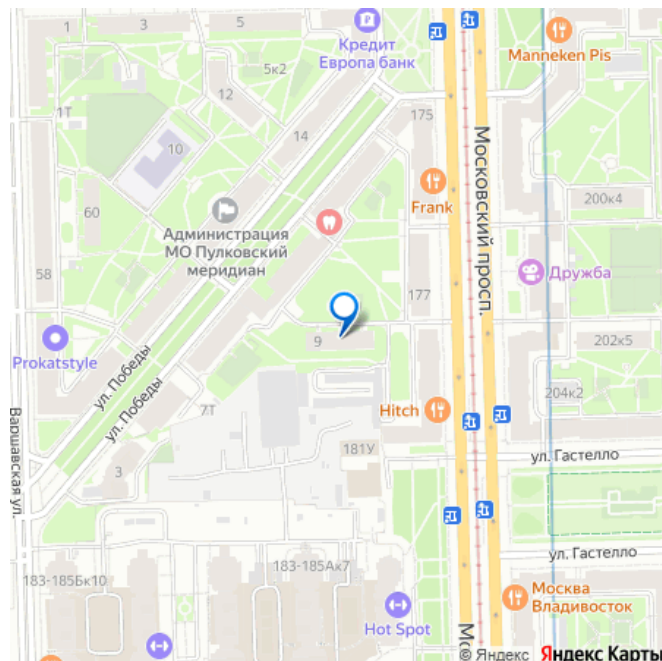 1
3
5
Кредит
Европа банк
Manneken Pis
5к2
12
1Т
14
175
10
Московский просп.
200к4
60
Frank
Администрация
МО Пулковский
меридиан
58
177
Дружба
9
202к5
Prokatstyle
ул. Победы
ул. Победы
204к2
7Т
Hitch
Варшавская ул.
181У
ул. Гастелло
3
ул. Гастелло
183-185Бк10
183-185Ак7
Москва
Владивосток
Hot Spot
Мо
© Яндекс Яндекс Карты